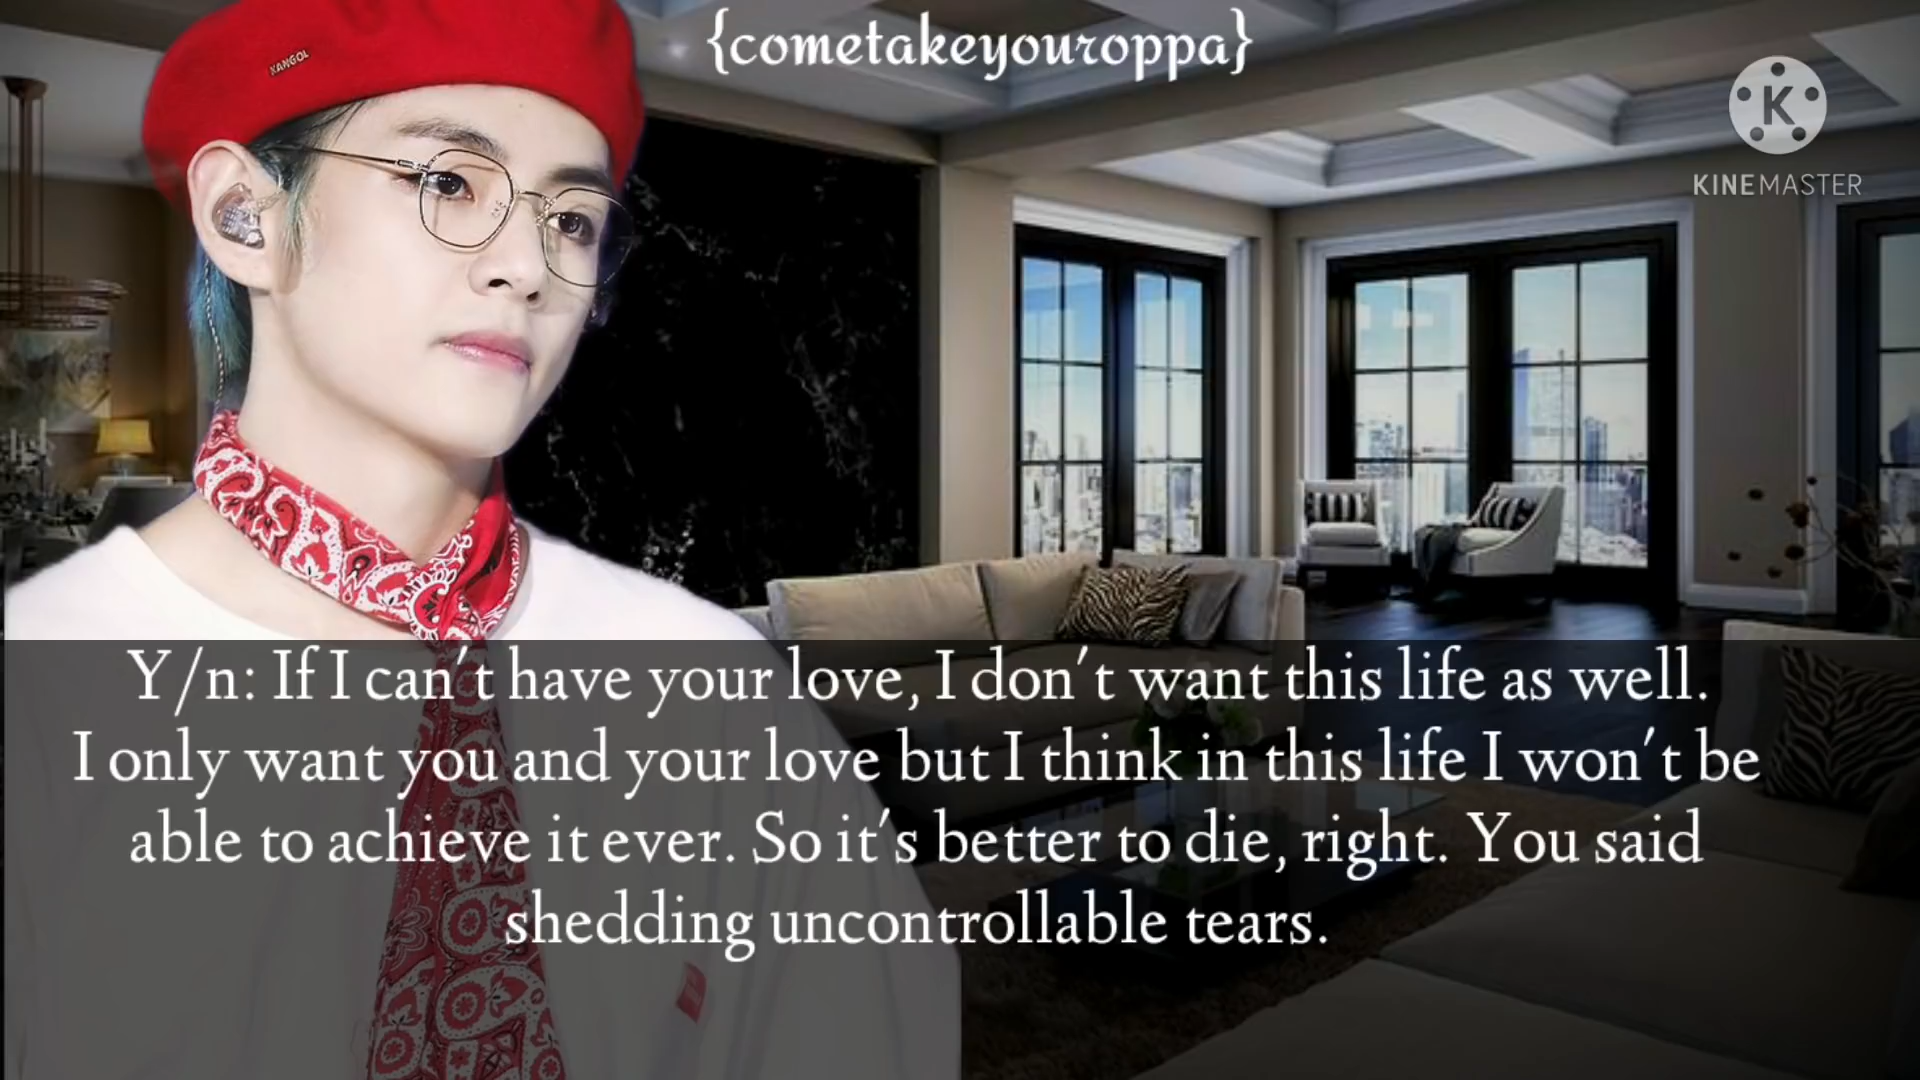 {cometakeyouroppa}
KANGOL
K
KINEMASTER
Y/n: If I can't have your love, I don't want this life as well.
I only want you and your love but I think in this life I won't be
able to achieve it ever. So it's better to die, right. You said
shedding uncontrollable tears.